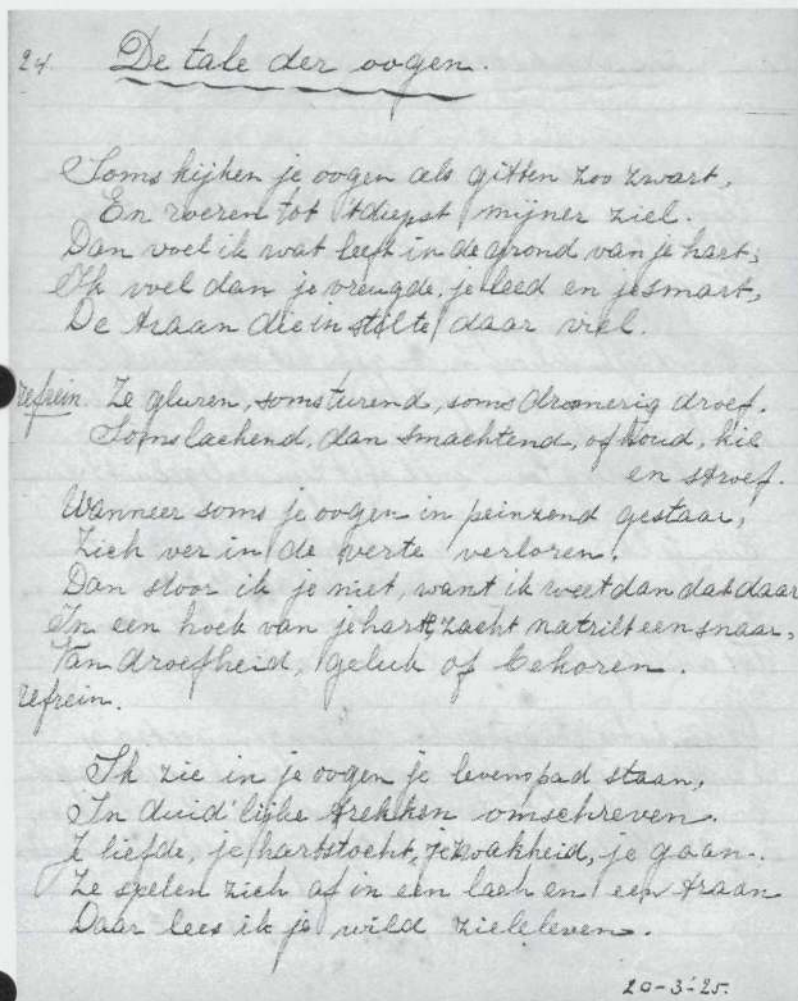 24. De tale der oogen.
Soms kijken je oogen als gitten zoo zwart,
En roeren tot 't diepst mijner ziel.
Dan voel ik wat leeft in de grond van je hart,
Ik voel dan je vreugde, je leed en je smart,
De traan die in stilte daar viel.
refrein. Ze gluren, soms turend, soms dromerig droef.
Soms lachend, dan smachtend, of koud, kil
en stroef.
Wanneer soms je oogen in peinzend gestaar,
Zich ver in de verte verloren.
Dan stoor ik je niet, want ik weet dan dat daar
In een hoek van je hart, zacht natrilt een snaar,
Van droefheid, geluk of bekoren.
refrein.
Ik zie in je oogen je levenspad staan,
In duid'lijke trekken omschreven.
Je liefde, je hartstocht, je zwakheid, je gaan.
Ze spelen zich af in een lach en een traan
Daar lees ik je wild zieleleven.
20-3-'25.